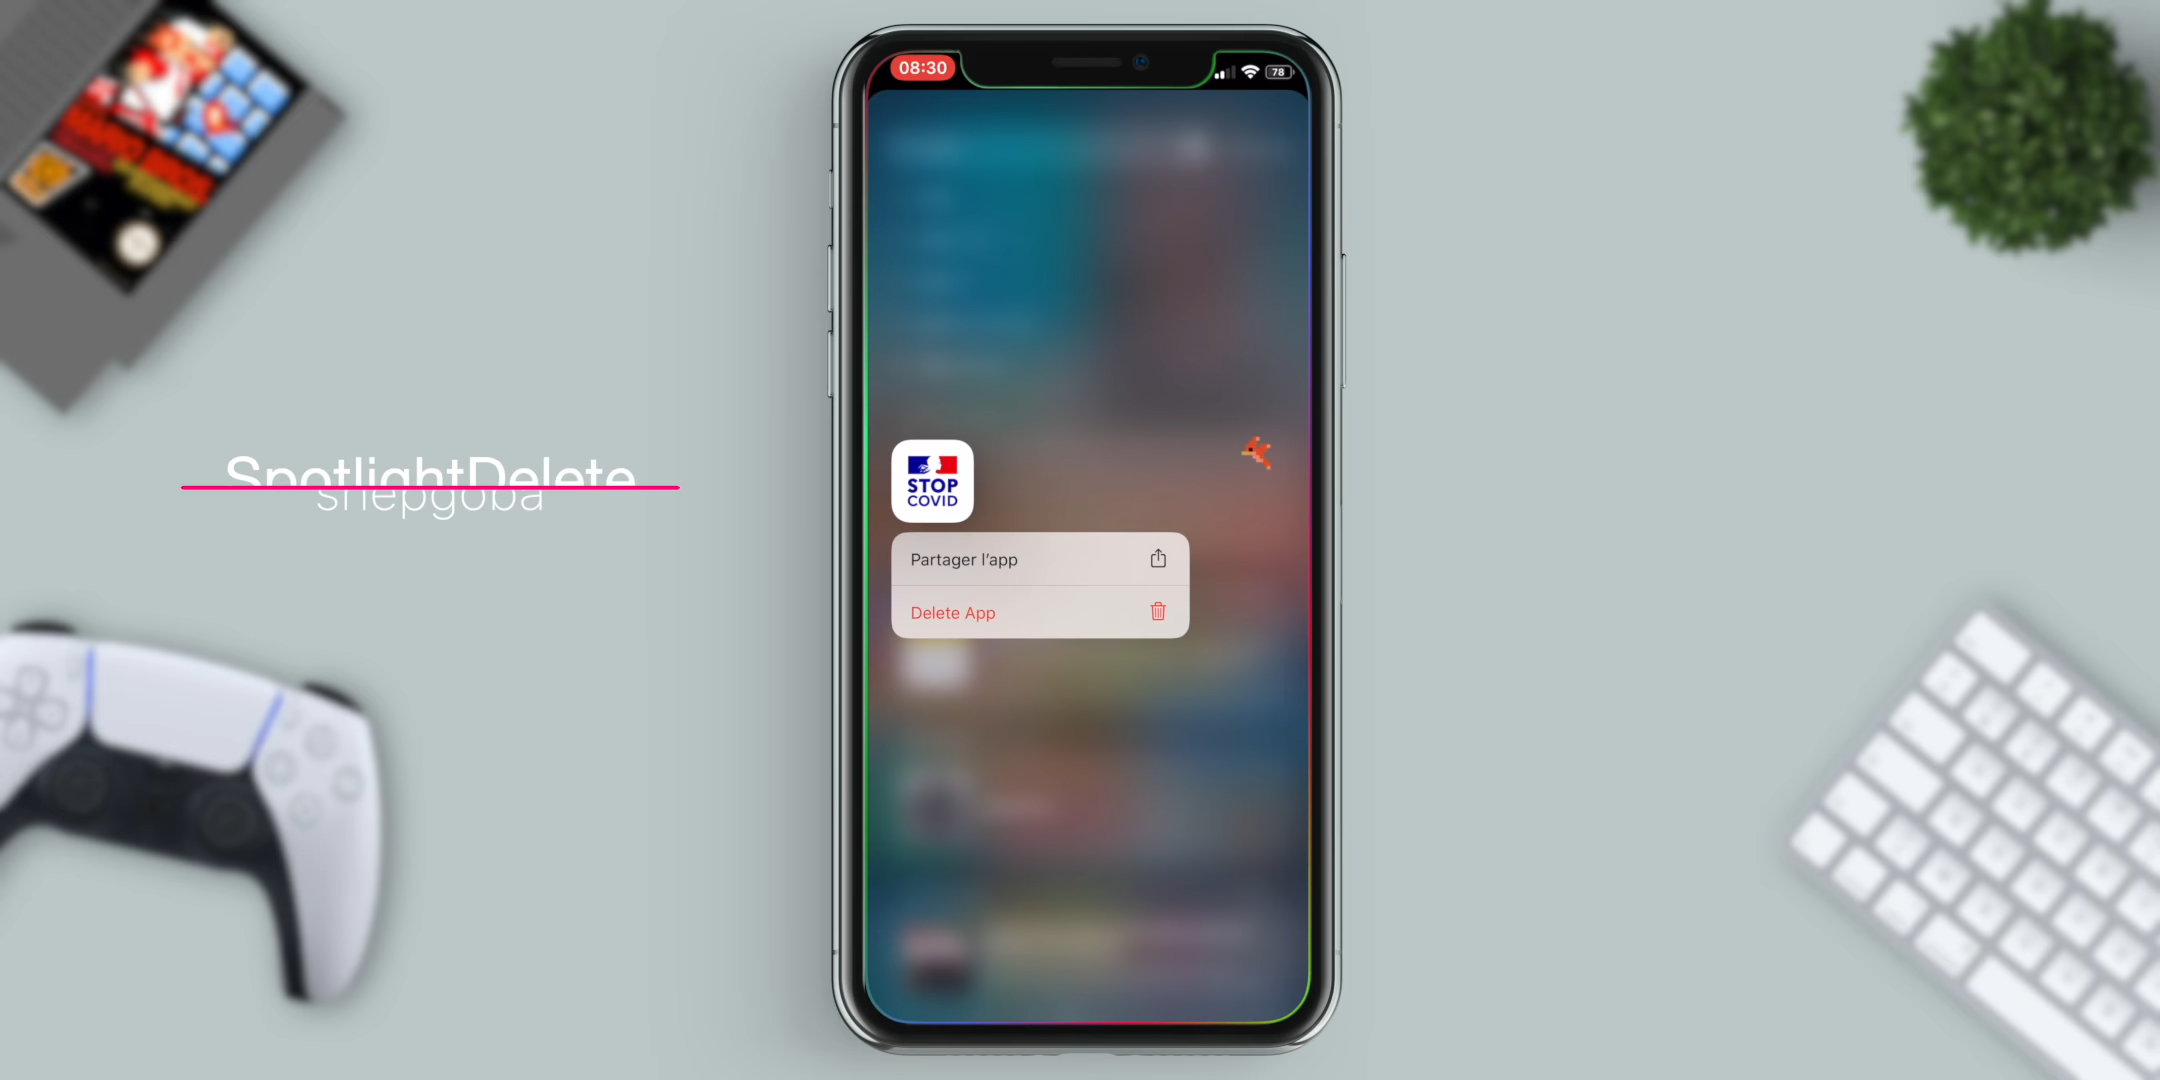 08:30
78
SpotlightDelete
shepgoba
STOP
COVID
Partager l’app
Delete App